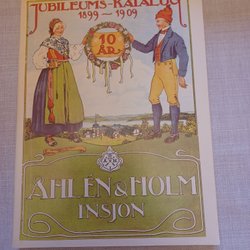 JUBILEUMS-KATALOG
1899-1909
10
ÅR.
ÅHLÉN & HOLM
INSJÖN